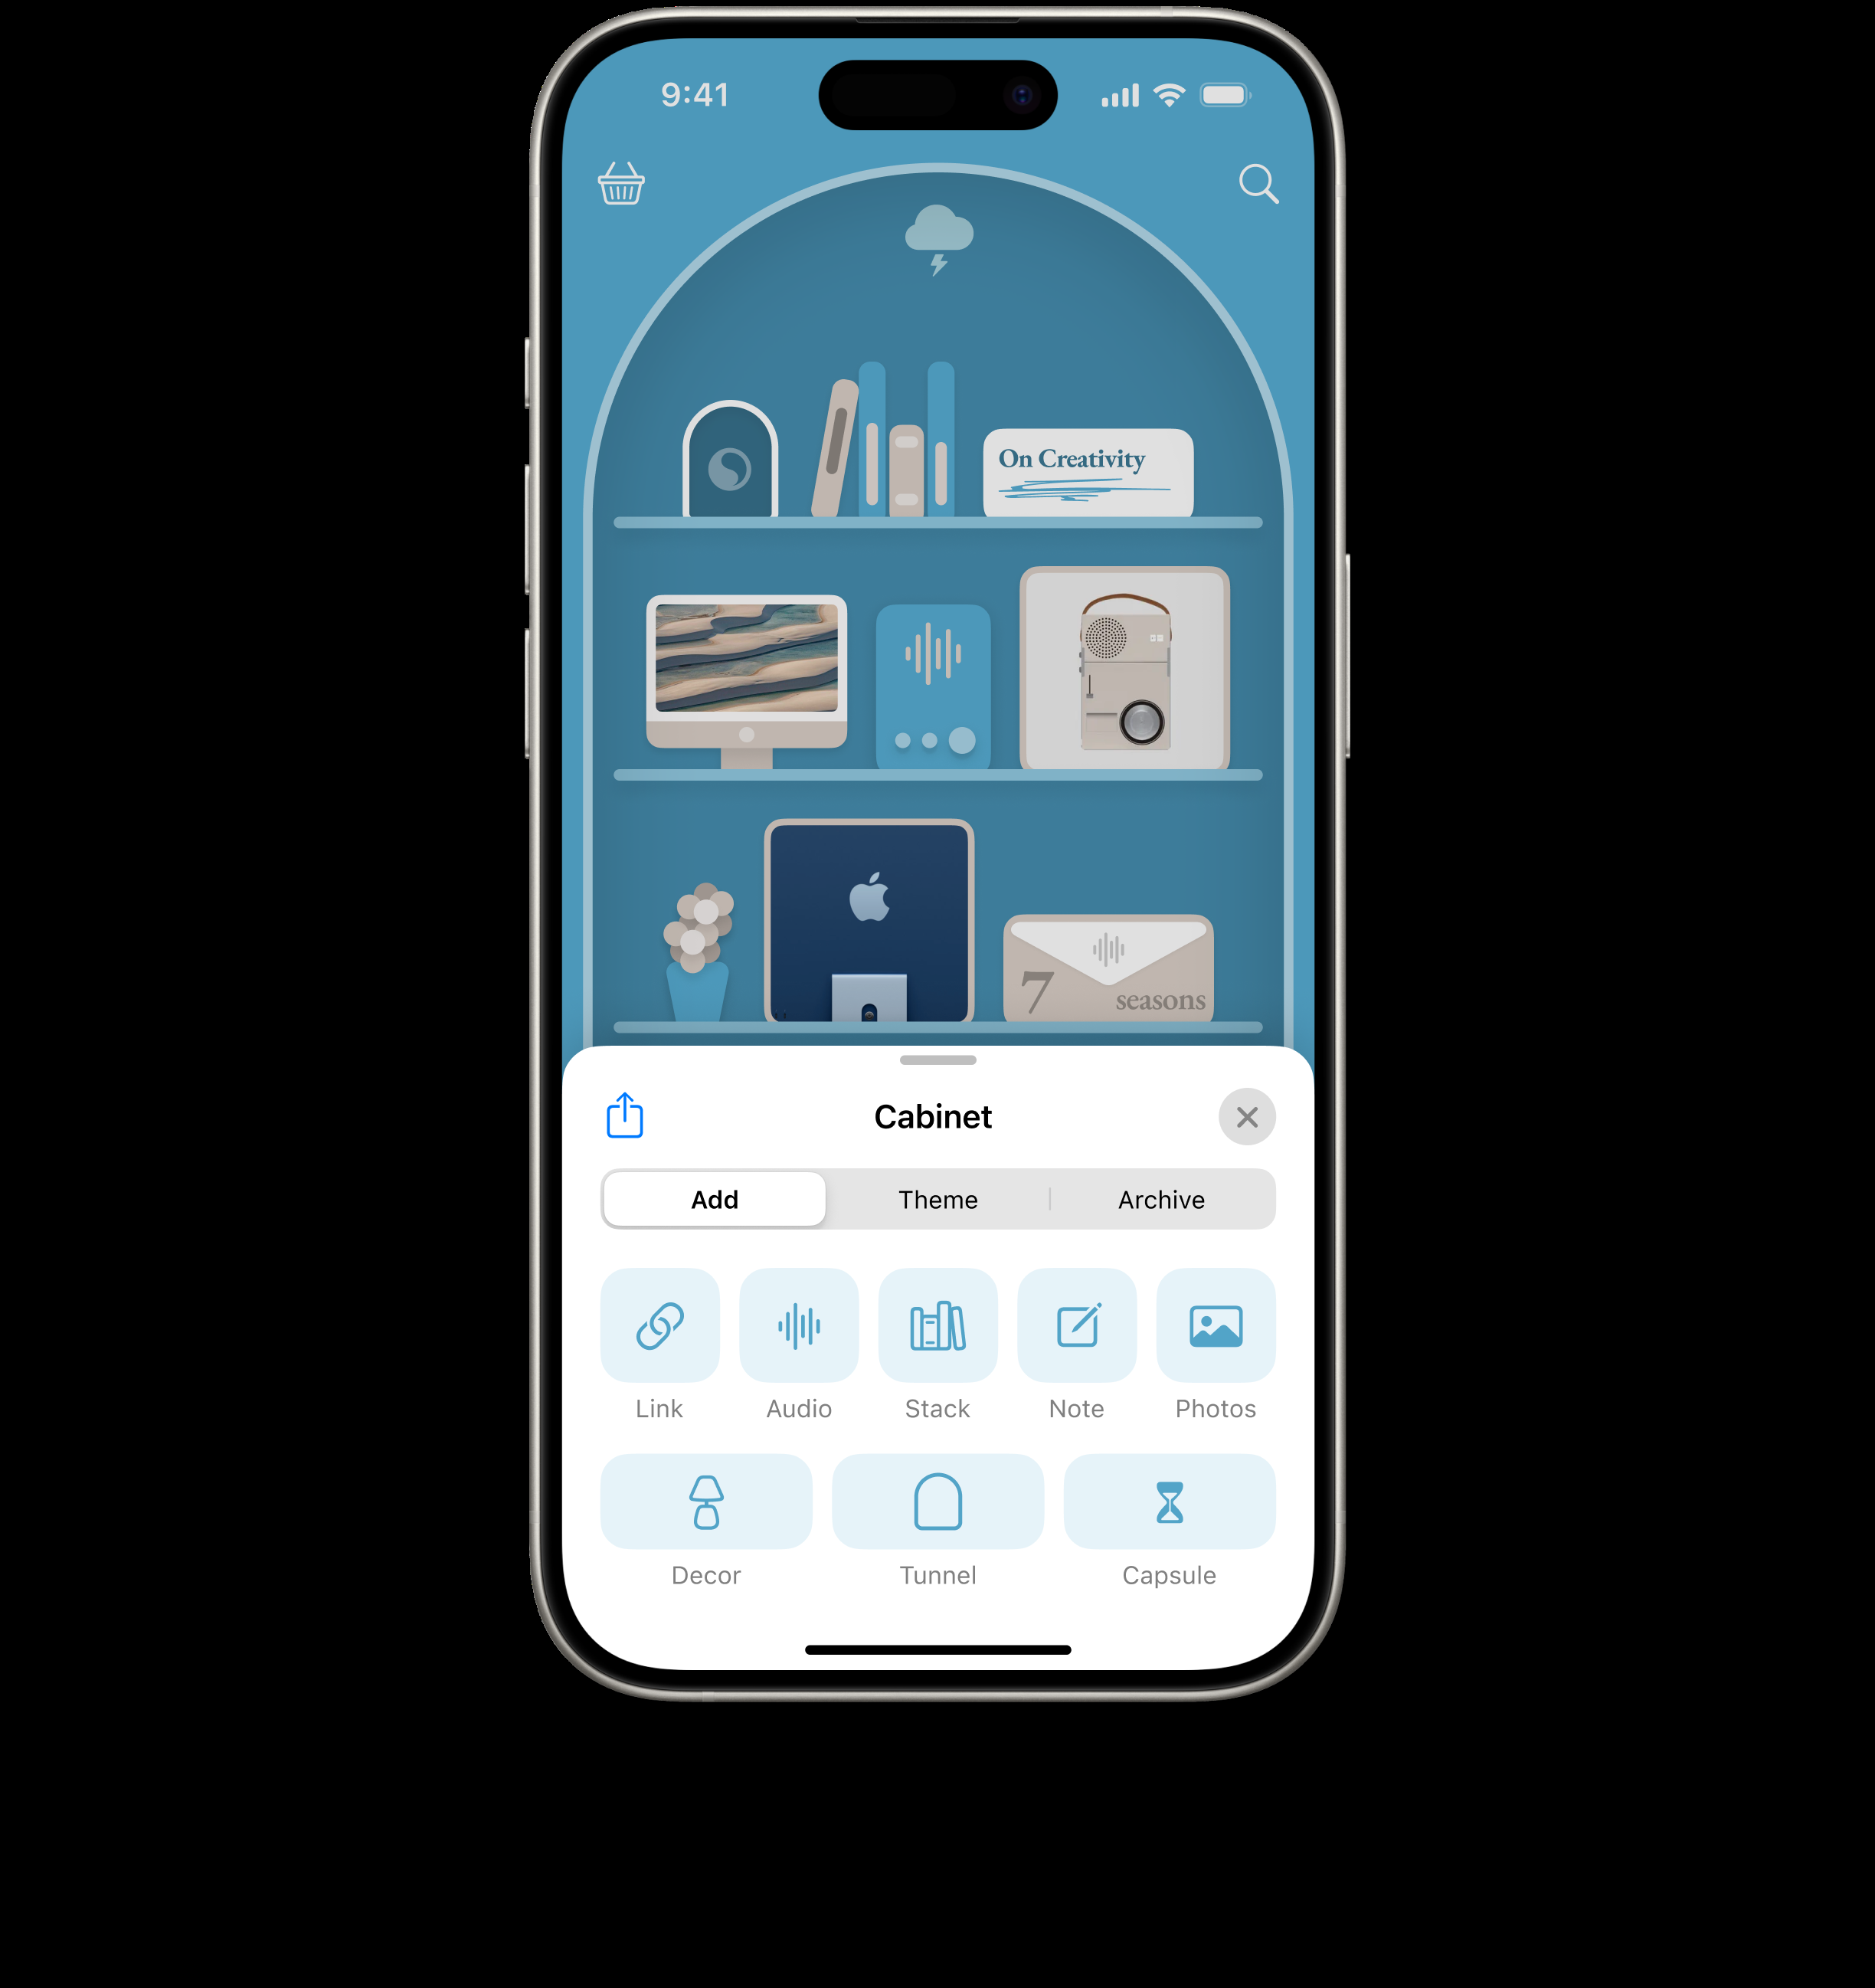 9:41
On Creativity
7
seasons
Cabinet
Add
Theme
Archive
Link
Audio
Stack
Note
Photos
Decor
Tunnel
Capsule